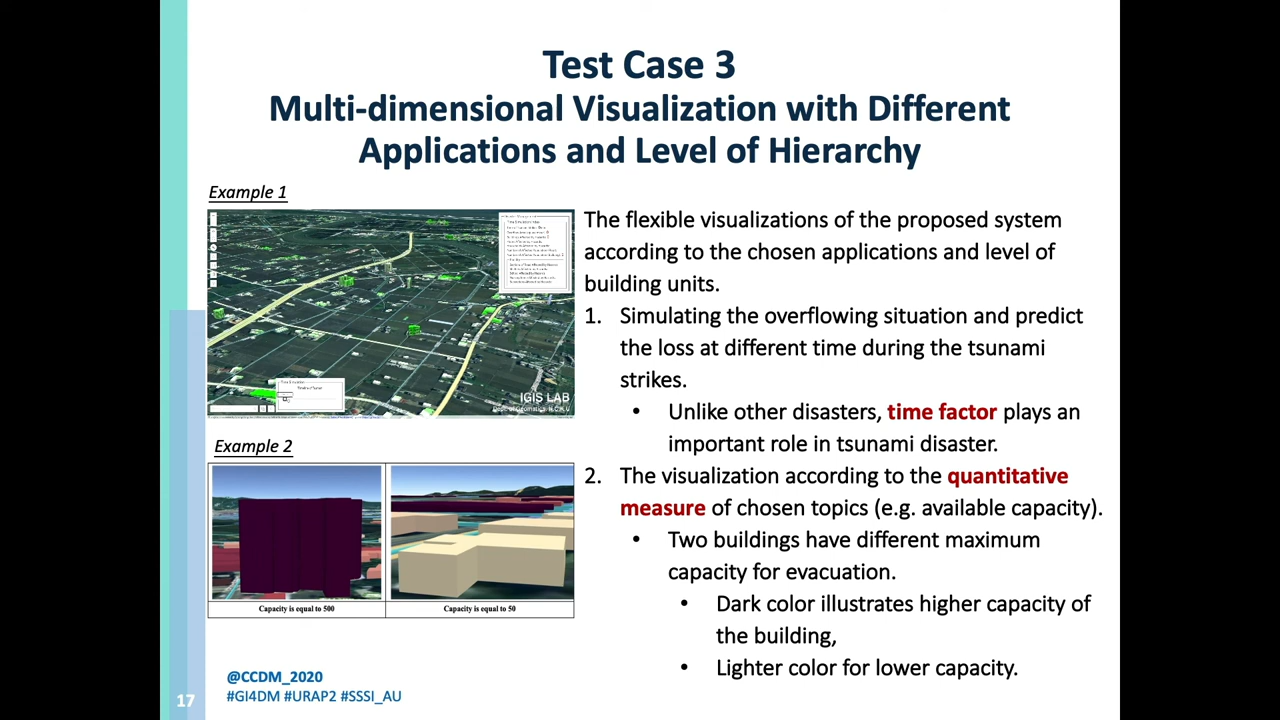 Test Case 3
Multi-dimensional Visualization with Different
Applications and Level of Hierarchy
Example 1
IGIS LAB
Example 2
Capacity is equal to 500
Capacity is equal to 50
The flexible visualizations of the proposed system
according to the chosen applications and level of
building units.
1. Simulating the overflowing situation and predict
the loss at different time during the tsunami
strikes.
• Unlike other disasters, time factor plays an
important role in tsunami disaster.
2. The visualization according to the quantitative
measure of chosen topics (e.g. available capacity).
• Two buildings have different maximum
capacity for evacuation.
• Dark color illustrates higher capacity of
the building,
• Lighter color for lower capacity.
@CCDM_2020
#GI4DM #URAP2 #SSSI_AU
17